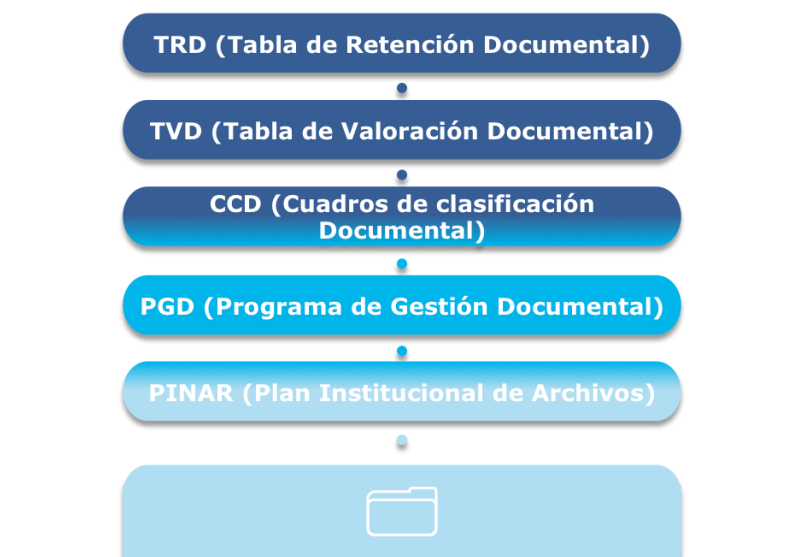 TRD (Tabla de Retención Documental)
TVD (Tabla de Valoración Documental)
CCD (Cuadros de clasificación
Documental)
PGD (Programa de Gestión Documental)
PINAR (Plan Institucional de Archivos)